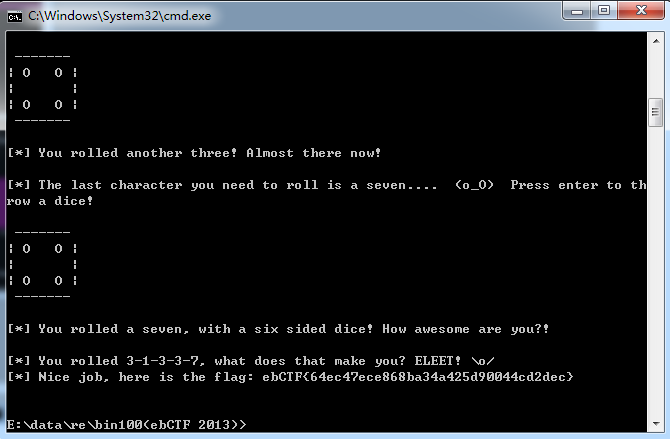 C:\Windows\System32\cmd.exe
 -------
¦ O   O ¦
¦       ¦
¦ O   O ¦
 -------
[*] You rolled another three! Almost there now!
[*] The last character you need to roll is a seven....  (o_O)  Press enter to th
row a dice!
 -------
¦ O   O ¦
¦       ¦
¦ O   O ¦
 -------
[*] You rolled a seven, with a six sided dice! How awesome are you?!
[*] You rolled 3-1-3-3-7, what does that make you? ELEET! \o/
[*] Nice job, here is the flag: ebCTF{64ec47ece868ba34a425d90044cd2dec}
E:\data\re\bin100(ebCTF 2013)>